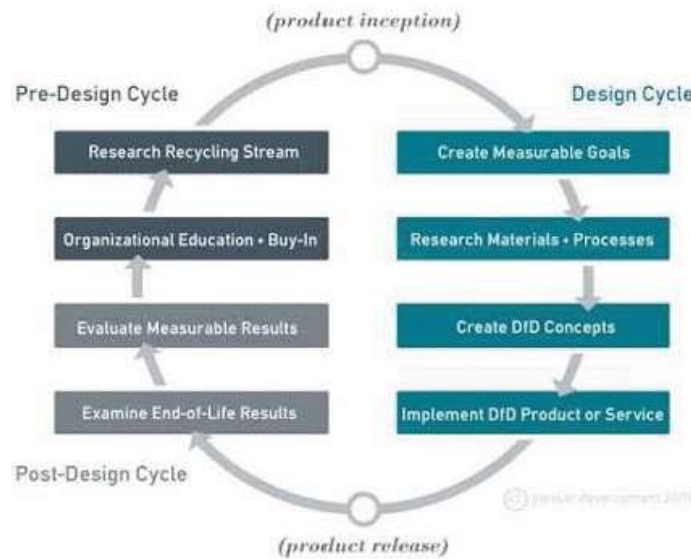 (product inception)
Pre-Design Cycle
Design Cycle
Research Recycling Stream
Create Measurable Goals
Organizational Education • Buy-In
Research Materials • Processes
Evaluate Measurable Results
Create DfD Concepts
Examine End-of-Life Results
Implement DfD Product or Service
Post-Design Cycle
development
(product release)